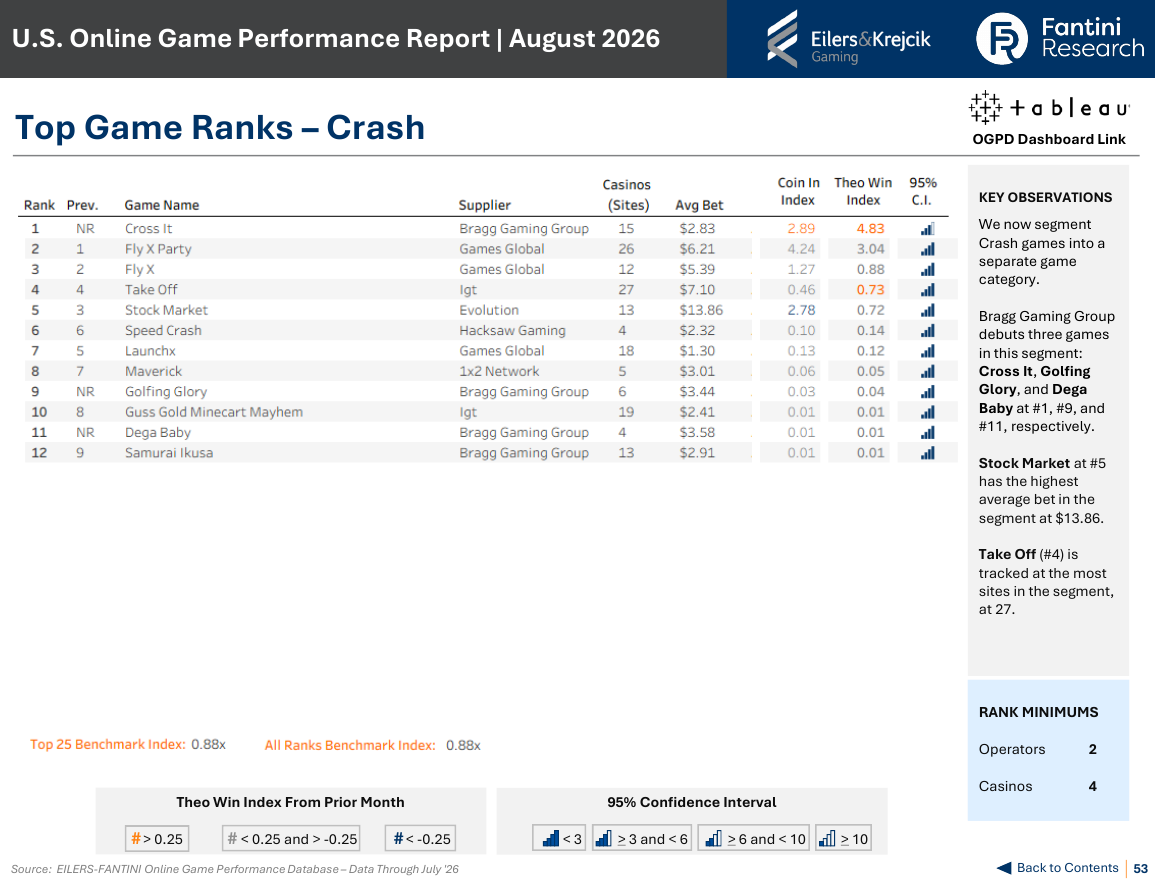 U.S. Online Game Performance Report | August 2026
Eilers&Krejcik
Gaming
Fantini
Research
Top Game Ranks – Crash
+ a b l e a u
OGPD Dashboard Link
Rank Prev. Game Name Supplier Casinos (Sites) Avg Bet Coin In Index Theo Win Index 95% C.I.
1 NR Cross It Bragg Gaming Group 15 $2.83 2.89 4.83
2 1 Fly X Party Games Global 26 $6.21 4.24 3.04
3 2 Fly X Games Global 12 $5.39 1.27 0.88
4 4 Take Off Igt 27 $7.10 0.46 0.73
5 3 Stock Market Evolution 13 $13.86 2.78 0.72
6 6 Speed Crash Hacksaw Gaming 4 $2.32 0.10 0.14
7 5 Launchx Games Global 18 $1.30 0.13 0.12
8 7 Maverick 1x2 Network 5 $3.01 0.06 0.05
9 NR Golfing Glory Bragg Gaming Group 6 $3.44 0.03 0.04
10 8 Guss Gold Minecart Mayhem Igt 19 $2.41 0.01 0.01
11 NR Dega Baby Bragg Gaming Group 4 $3.58 0.01 0.01
12 9 Samurai Ikusa Bragg Gaming Group 13 $2.91 0.01 0.01
KEY OBSERVATIONS
We now segment
Crash games into a
separate game
category.
Bragg Gaming Group
debuts three games
in this segment:
Cross It, Golfing
Glory, and Dega
Baby at #1, #9, and
#11, respectively.
Stock Market at #5
has the highest
average bet in the
segment at $13.86.
Take Off (#4) is
tracked at the most
sites in the segment,
at 27.
RANK MINIMUMS
Operators 2
Casinos 4
Top 25 Benchmark Index: 0.88x All Ranks Benchmark Index: 0.88x
Theo Win Index From Prior Month
# > 0.25 # < 0.25 and > -0.25 # < -0.25
95% Confidence Interval
< 3 ≥ 3 and < 6 ≥ 6 and < 10 ≥ 10
Source: EILERS-FANTINI Online Game Performance Database – Data Through July '26
Back to Contents | 53